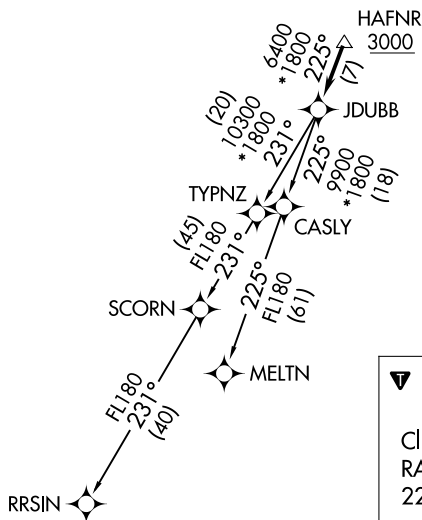 HAFNR
3000
6400
*1800
225°
(7)
JDUBB
(20)
10300
*1800
231°
225°
9900
*1800
(18)
TYPNZ
CASLY
(45)
FL180
231°
225°
FL180
(61)
SCORN
MELTN
FL180
231°
(40)
RRSIN
T
Cl
RA
22